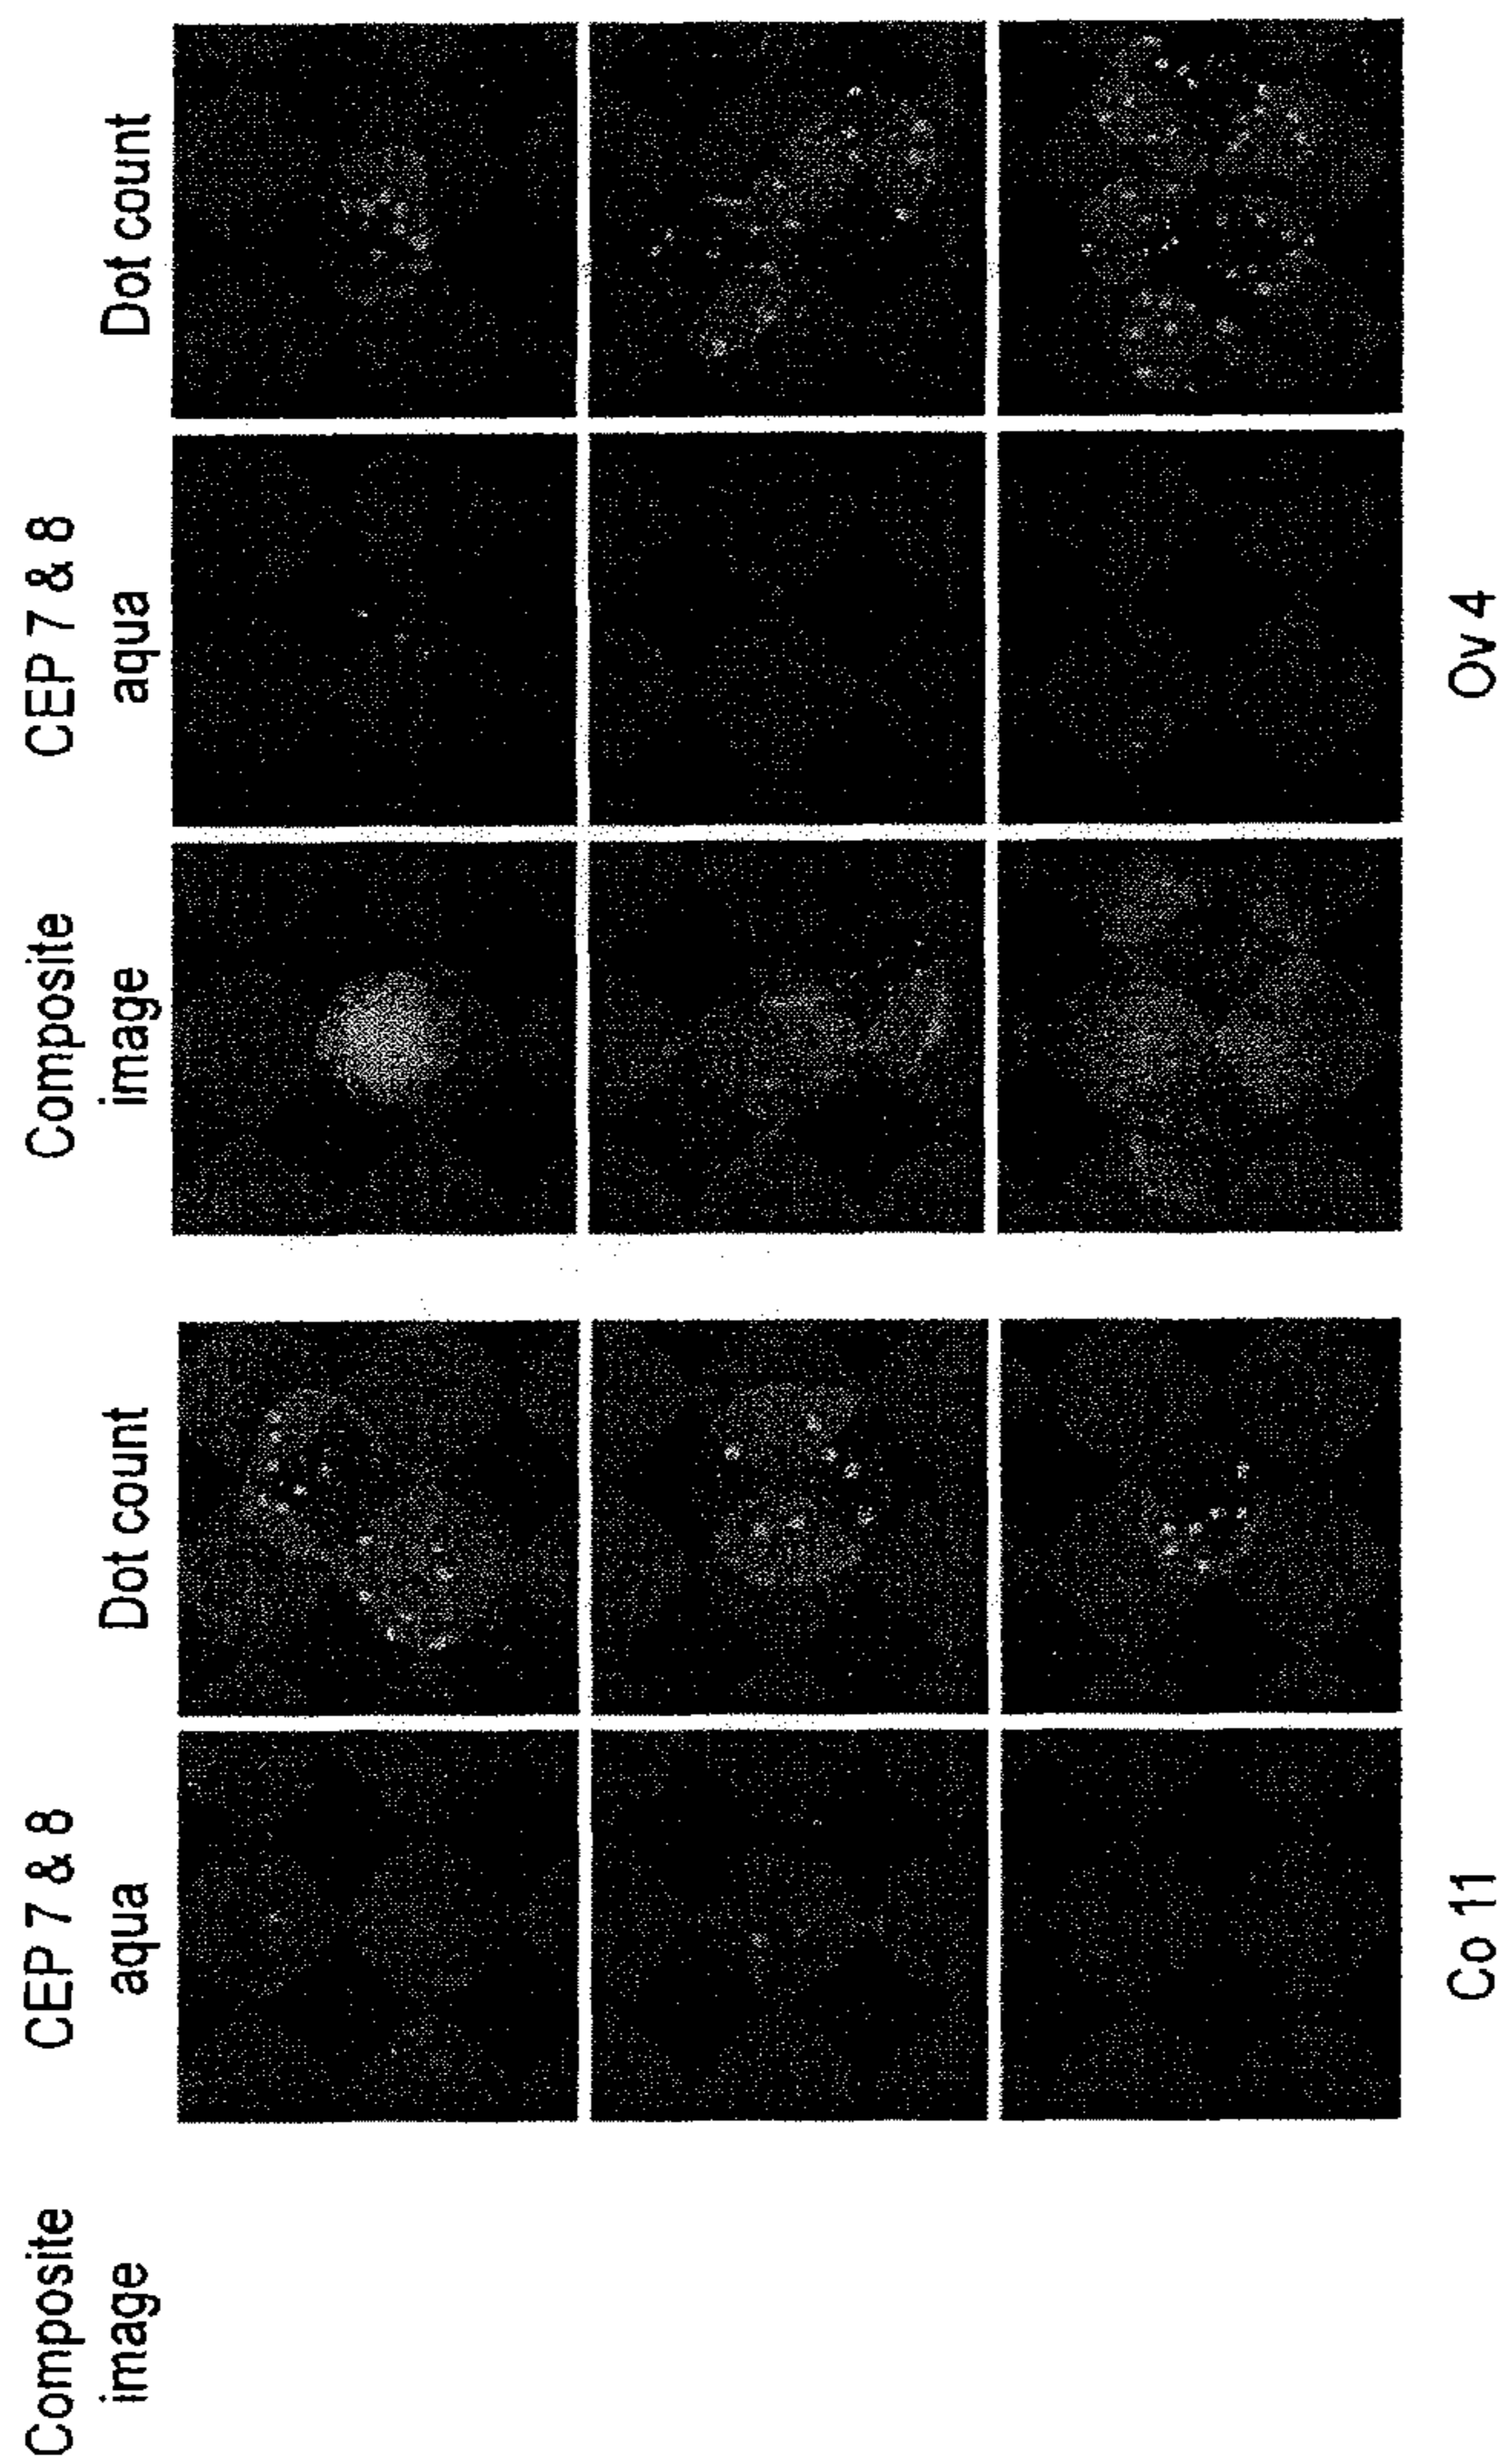 Composite
image
CEP 7 & 8
aqua
Dot count
Composite
image
CEP 7 & 8
aqua
Dot count
Co 11
Ov 4